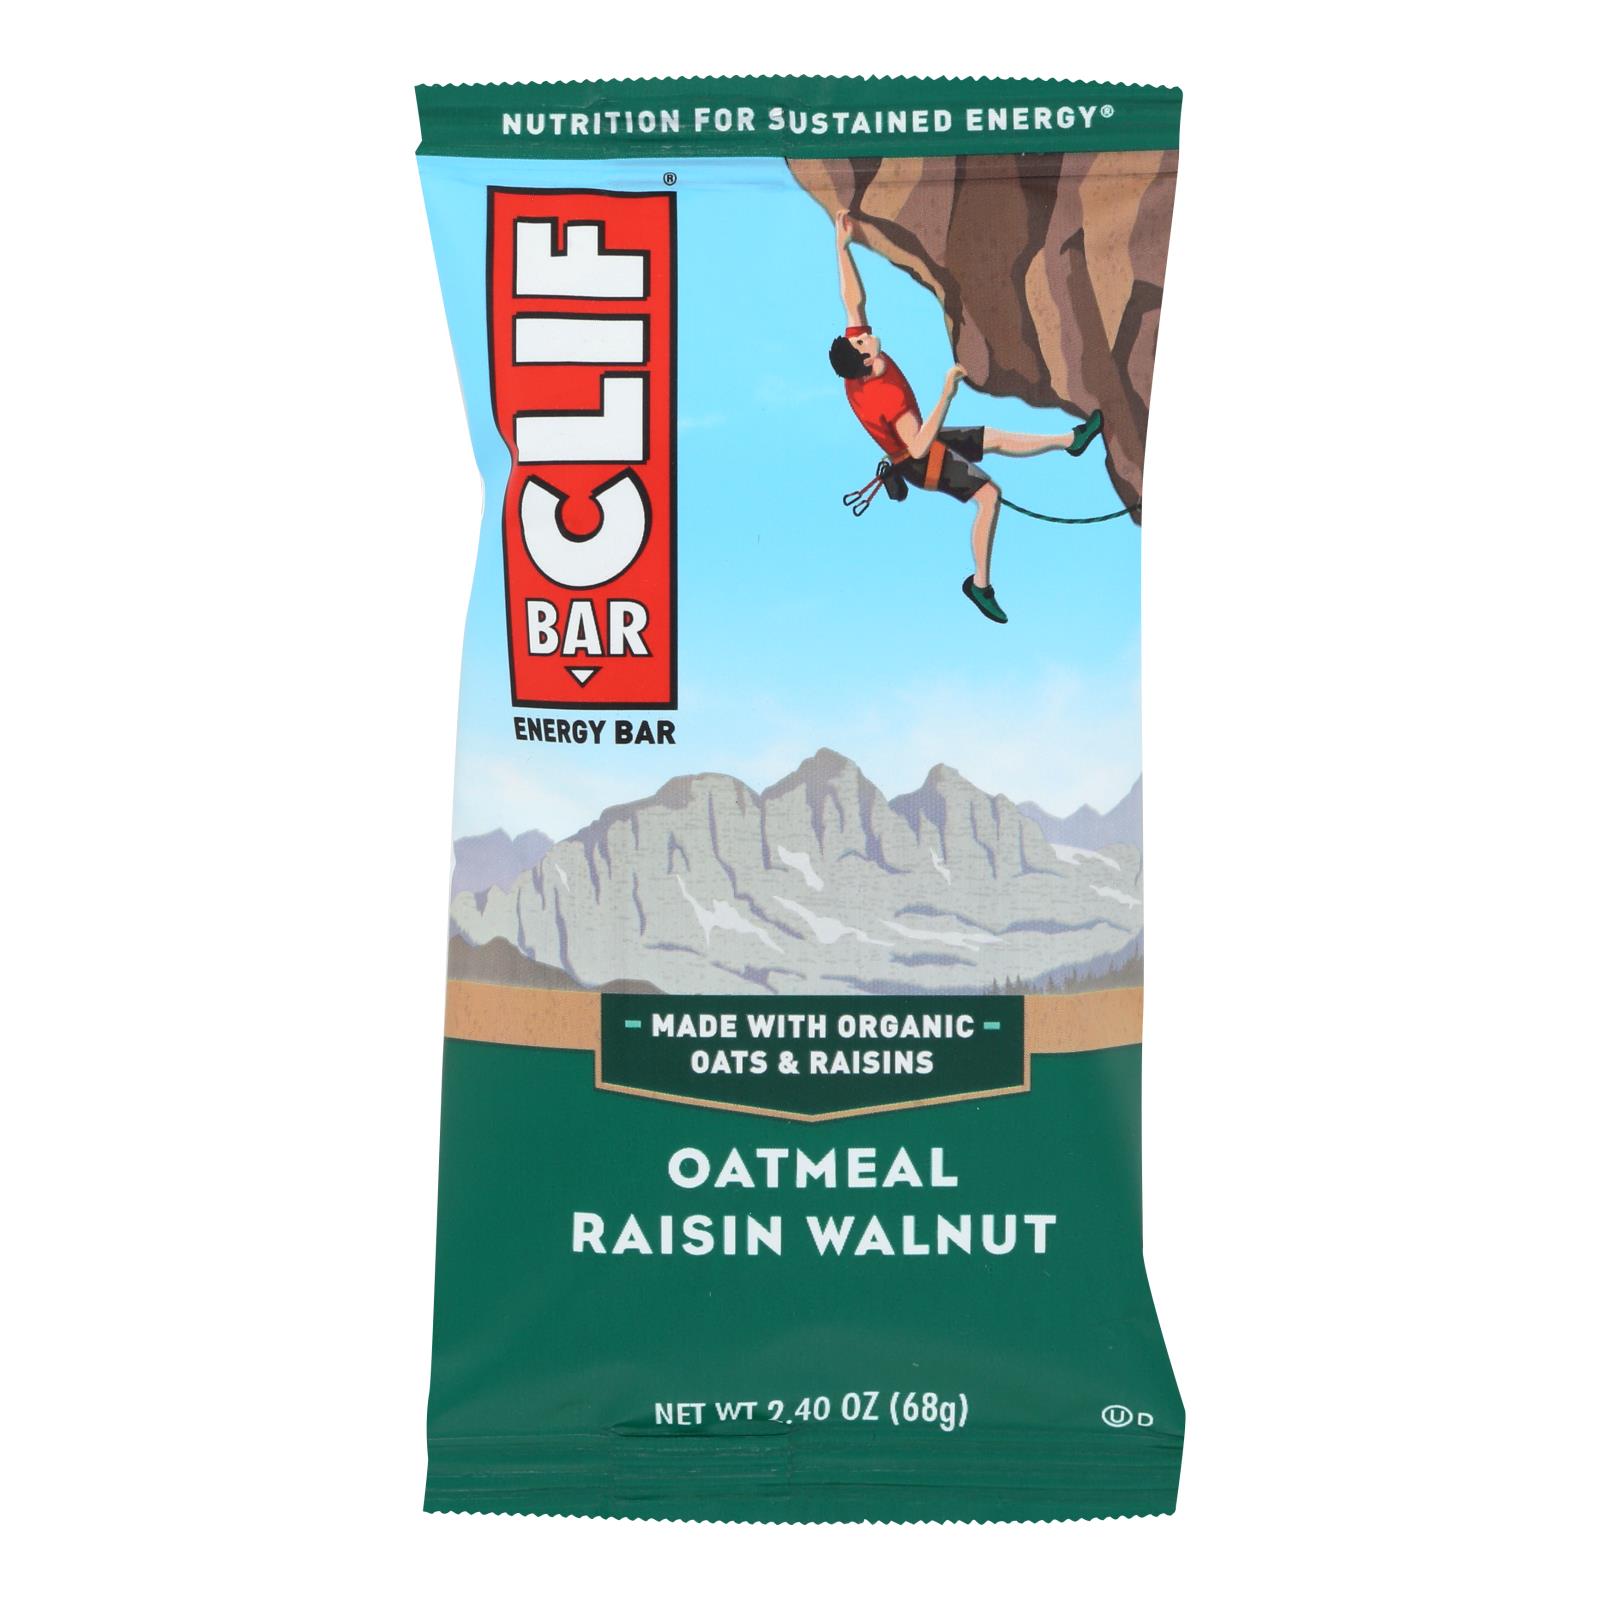 NUTRITION FOR SUSTAINED ENERGY®
CLIF®
BAR
ENERGY BAR
- MADE WITH ORGANIC -
OATS & RAISINS
OATMEAL
RAISIN WALNUT
NET WT 2.40 OZ (68g)
U D